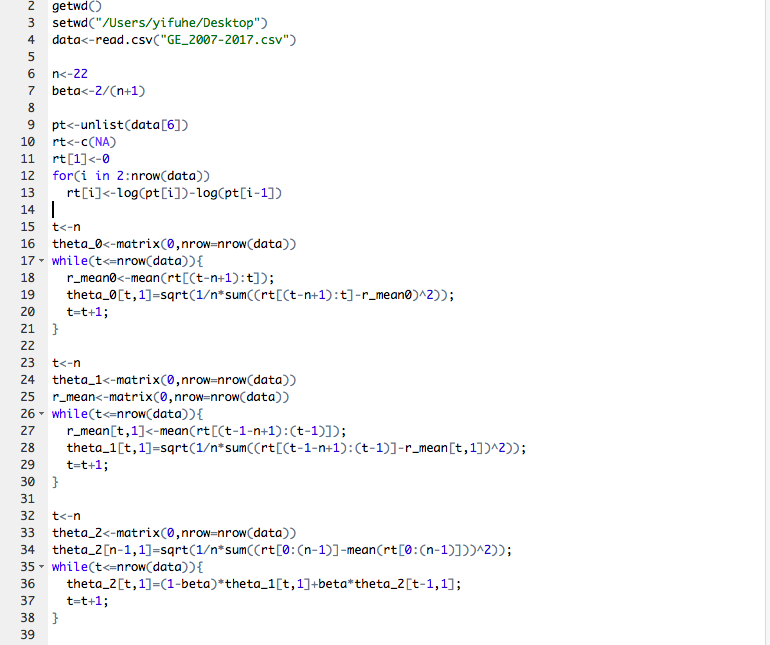 2 getwd()
3 setwd("/Users/yifuhe/Desktop")
4 data<-read.csv("GE_2007-2017.csv")
5
6 n<-22
7 beta<-2/(n+1)
8
9 pt<-unlist(data[6])
10 rt<-c(NA)
11 rt[1]<-0
12 for(i in 2:nrow(data))
13   rt[i]<-log(pt[i])-log(pt[i-1])
14
15 t<-n
16 theta_0<-matrix(0,nrow=nrow(data))
17 while(t<=nrow(data)){
18   r_mean0<-mean(rt[(t-n+1):t]);
19   theta_0[t,1]=sqrt(1/n*sum((rt[(t-n+1):t]-r_mean0)^2));
20   t=t+1;
21 }
22
23 t<-n
24 theta_1<-matrix(0,nrow=nrow(data))
25 r_mean<-matrix(0,nrow=nrow(data))
26 while(t<=nrow(data)){
27   r_mean[t,1]<-mean(rt[(t-1-n+1):(t-1)]);
28   theta_1[t,1]=sqrt(1/n*sum((rt[(t-1-n+1):(t-1)]-r_mean[t,1])^2));
29   t=t+1;
30 }
31
32 t<-n
33 theta_2<-matrix(0,nrow=nrow(data))
34 theta_2[n-1,1]=sqrt(1/n*sum((rt[0:(n-1)]-mean(rt[0:(n-1)]))^2));
35 while(t<=nrow(data)){
36   theta_2[t,1]=(1-beta)*theta_1[t,1]+beta*theta_2[t-1,1];
37   t=t+1;
38 }
39